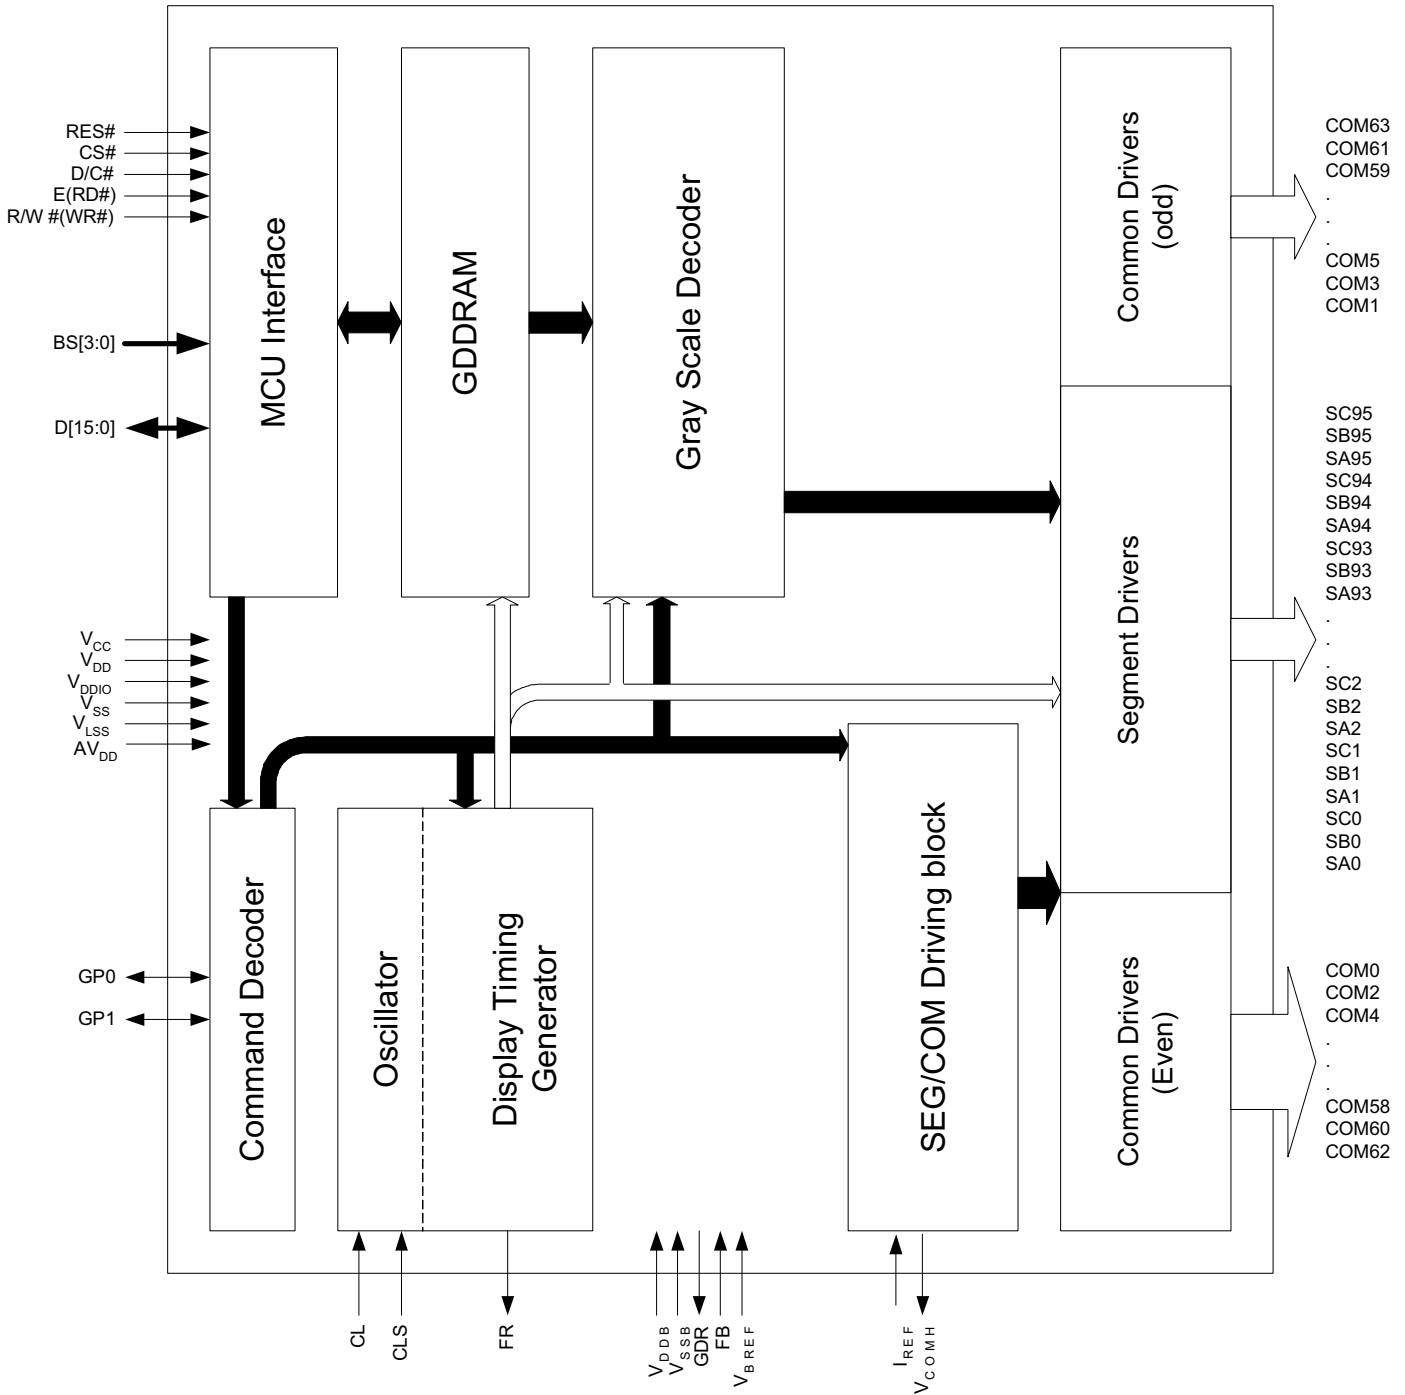 RES#
CS#
D/C#
E(RD#)
R/W #(WR#)
BS[3:0]
D[15:0]
VCC
VDD
VDDIO
VSS
VLSS
AVDD
GP0
GP1
MCU Interface
GDDRAM
Gray Scale Decoder
Command Decoder
Oscillator
Display Timing
Generator
SEG/COM Driving block
Common Drivers
(odd)
Segment Drivers
Common Drivers
(Even)
COM63
COM61
COM59
.
.
.
COM5
COM3
COM1
SC95
SB95
SA95
SC94
SB94
SA94
SC93
SB93
SA93
.
.
.
SC2
SB2
SA2
SC1
SB1
SA1
SC0
SB0
SA0
COM0
COM2
COM4
.
.
.
COM58
COM60
COM62
CL
CLS
FR
VDDB
VSSB
GDR
FB
VBREF
IREF
VCOMH